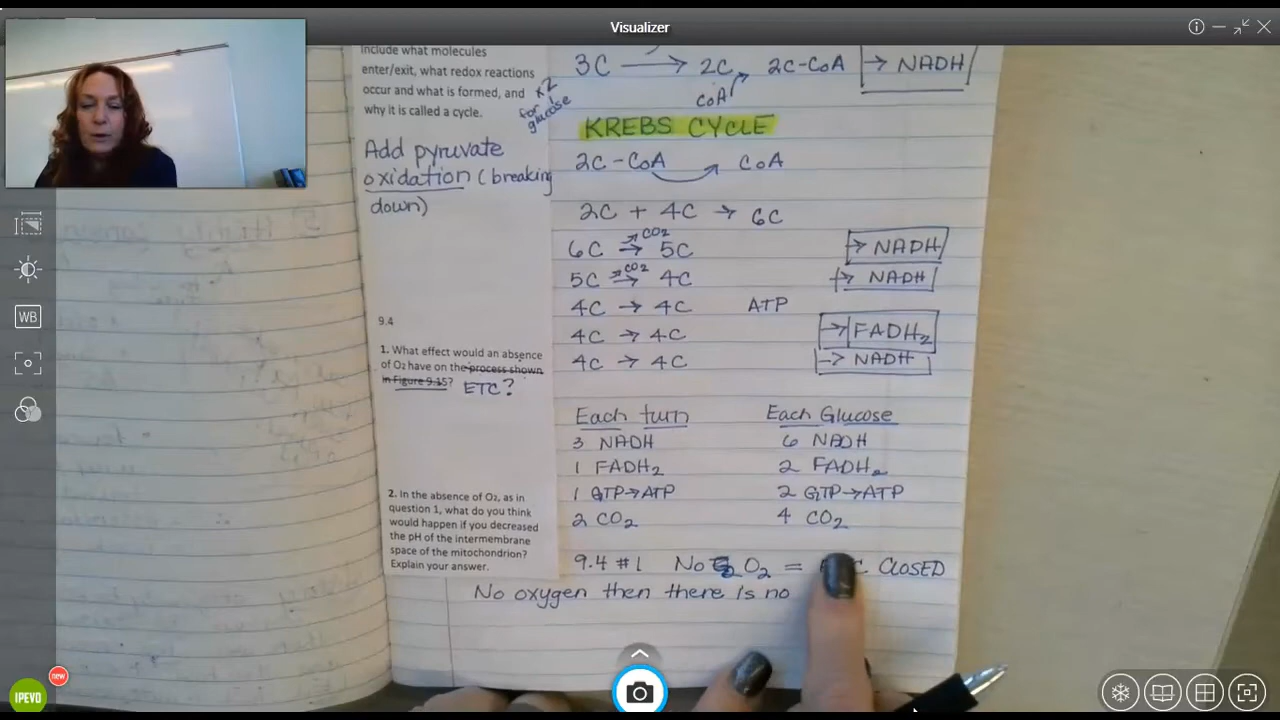 Visualizer
Include what molecules
enter/exit, what redox reactions
occur and what is formed, and
why it is called a cycle.
x2
for
glucose
Add pyruvate
oxidation (breaking
down)
9.4
1. What effect would an absence
of O2 have on the process shown
in Figure 9.15? ETC?
2. In the absence of O2, as in
question 1, what do you think
would happen if you decreased
the pH of the intermembrane
space of the mitochondrion?
Explain your answer.
3C → 2C 2C-CoA → NADH
CoA
KREBS CYCLE
2C-CoA → CoA
2C + 4C → 6C
6C → 5C CO2 → NADH
5C → 4C CO2 → NADH
4C → 4C ATP
4C → 4C → FADH2
4C → 4C → NADH
Each turn Each Glucose
3 NADH 6 NADH
1 FADH2 2 FADH2
1 GTP→ATP 2 GTP→ATP
2 CO2 4 CO2
9.4 #1 No O2 = C CLOSED
No oxygen then there is no
WB
new
IPEVO